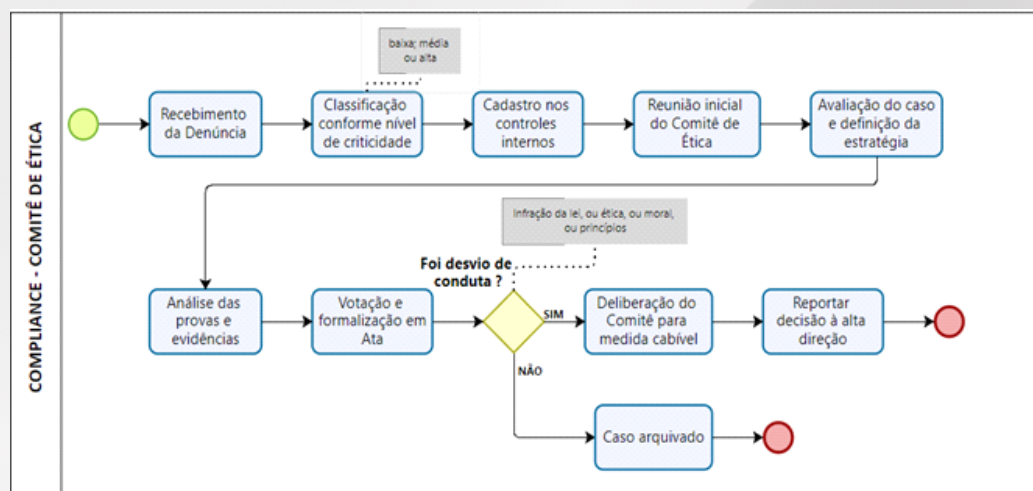 COMPLIANCE - COMITÊ DE ÉTICA
baixa; média
ou alta
Recebimento
da Denúncia
Classificação
conforme nível
de criticidade
Cadastro nos
controles
internos
Reunião inicial
do Comitê de
Ética
Avaliação do caso
e definição da
estratégia
Infração da lei, ou ética, ou moral,
ou princípios
Foi desvio de
conduta ?
Análise das
provas e
evidências
Votação e
formalização em
Ata
SIM
Deliberação do
Comitê para
medida cabível
Reportar
decisão à alta
direção
NÃO
Caso arquivado